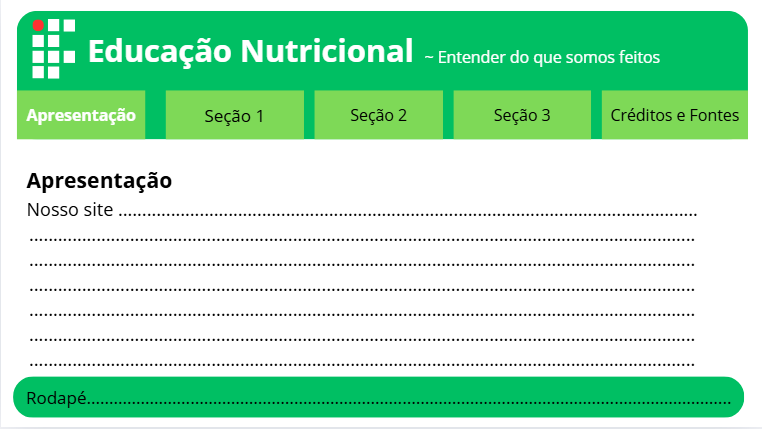 Educação Nutricional ~ Entender do que somos feitos
Apresentação Seção 1 Seção 2 Seção 3 Créditos e Fontes
Apresentação
Nosso site ........................................................................................................................
..........................................................................................................................................
..........................................................................................................................................
..........................................................................................................................................
..........................................................................................................................................
..........................................................................................................................................
..........................................................................................................................................
Rodapé......................................................................................................................................